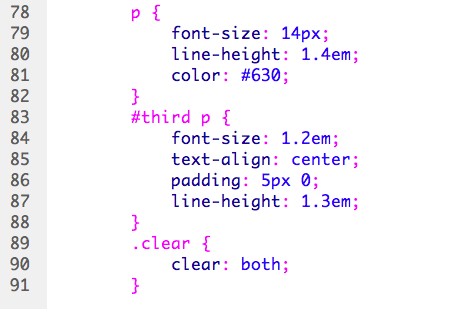 78 p {
79 font-size: 14px;
80 line-height: 1.4em;
81 color: #630;
82 }
83 #third p {
84 font-size: 1.2em;
85 text-align: center;
86 padding: 5px 0;
87 line-height: 1.3em;
88 }
89 .clear {
90 clear: both;
91 }